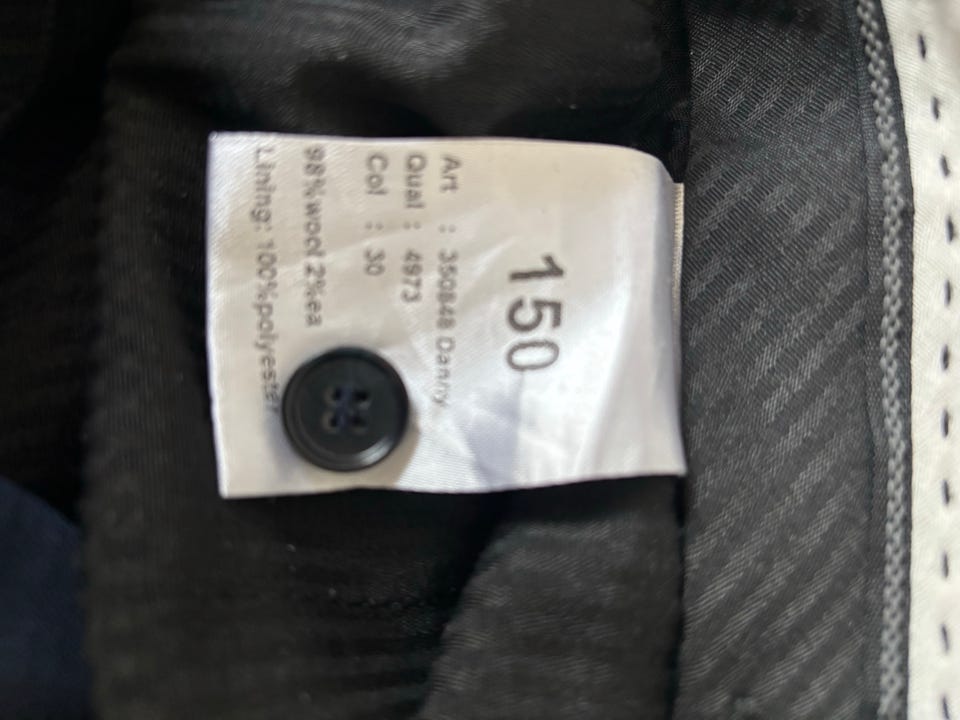 150
Art : 350848 Danny
Qual : 4973
Col : 30
98%wool 2%ea
Lining: 100%polyester